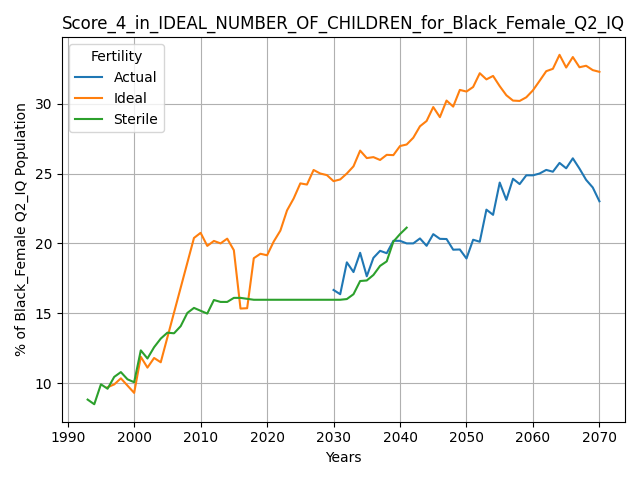 Score_4_in_IDEAL_NUMBER_OF_CHILDREN_for_Black_Female_Q2_IQ
Fertility
Actual
Ideal
Sterile
% of Black_Female Q2_IQ Population
30
25
20
15
10
1990 2000 2010 2020 2030 2040 2050 2060 2070
Years